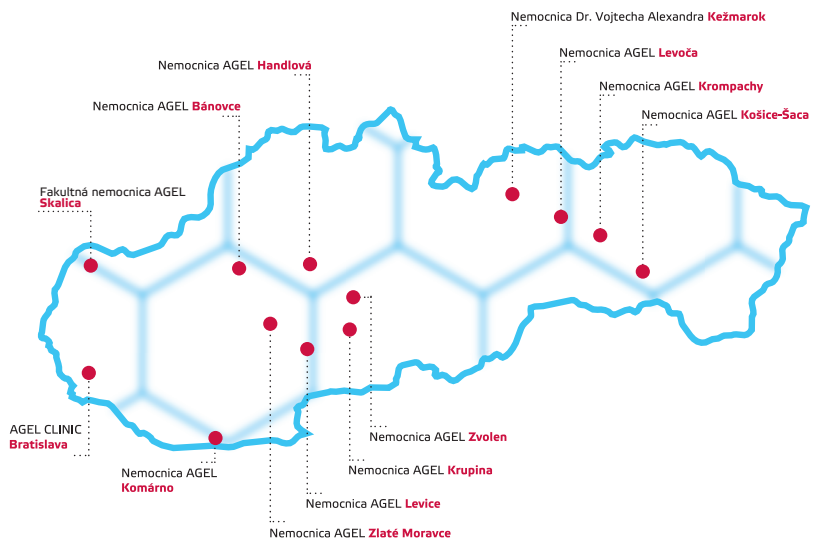 Nemocnica Dr. Vojtecha Alexandra Kežmarok
Nemocnica AGEL Levoča
Nemocnica AGEL Handlová
Nemocnica AGEL Krompachy
Nemocnica AGEL Bánovce
Nemocnica AGEL Košice-Šaca
Fakultná nemocnica AGEL
Skalica
AGEL CLINIC
Bratislava
Nemocnica AGEL Zvolen
Nemocnica AGEL
Komárno
Nemocnica AGEL Krupina
Nemocnica AGEL Levice
Nemocnica AGEL Zlaté Moravce